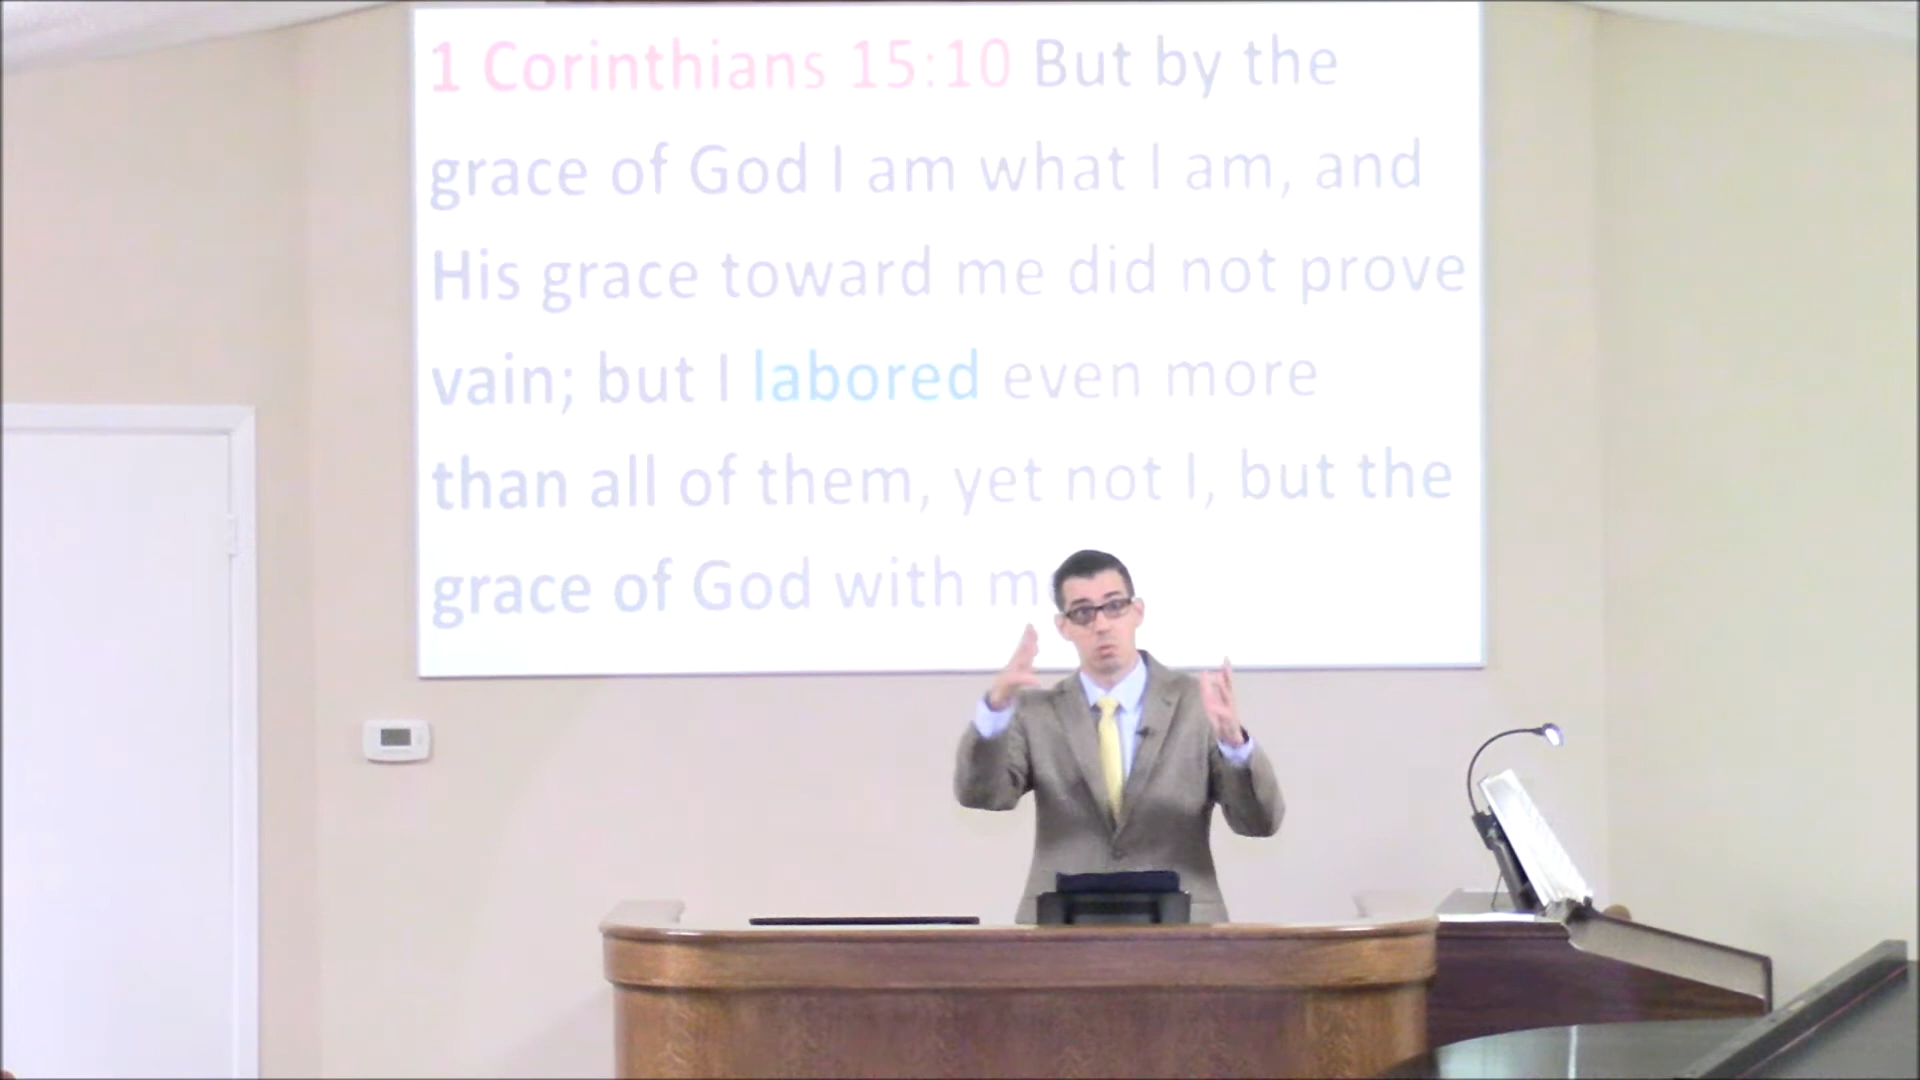 1 Corinthians 15:10 But by the
grace of God I am what I am, and
His grace toward me did not prove
vain; but I labored even more
than all of them, yet not I, but the
grace of God with me